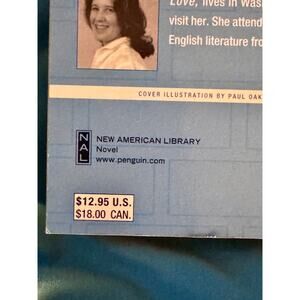 Love, lives in Was
visit her. She attend
English literature fro
COVER ILLUSTRATION BY PAUL OAK
NAL
NEW AMERICAN LIBRARY
Novel
www.penguin.com
$12.95 U.S.
$18.00 CAN.